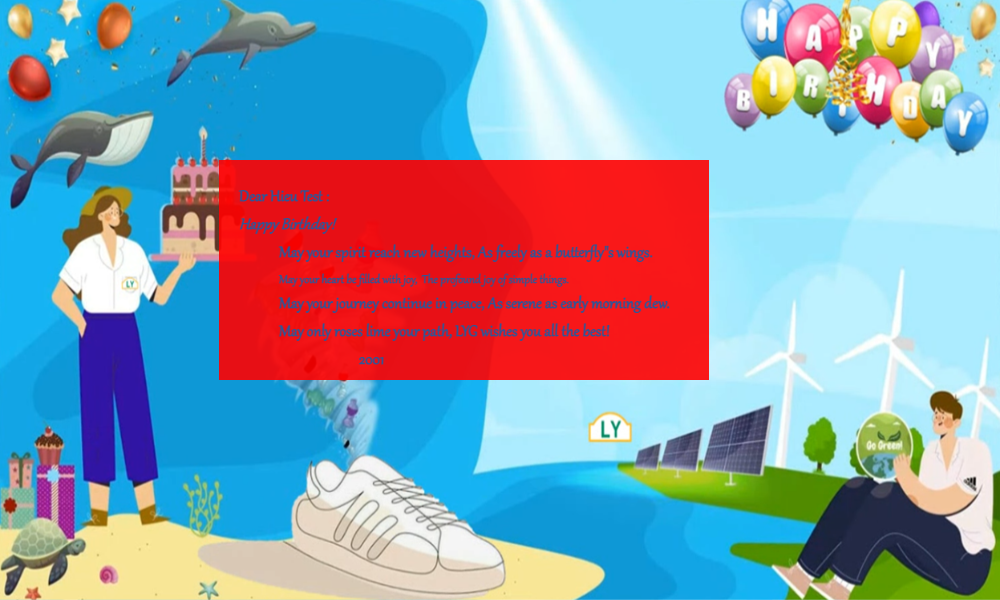 HAPPY
BIRTHDAY
Dear Hieu Test :
Happy Birthday!
May your spirit reach new heights, As freely as a butterfly"s wings.
May your heart be filled with joy, The profound joy of simple things.
May your journey continue in peace, As serene as early morning dew.
May only roses line your path, DG wishes you all the best!
LY
LY
Go Green!